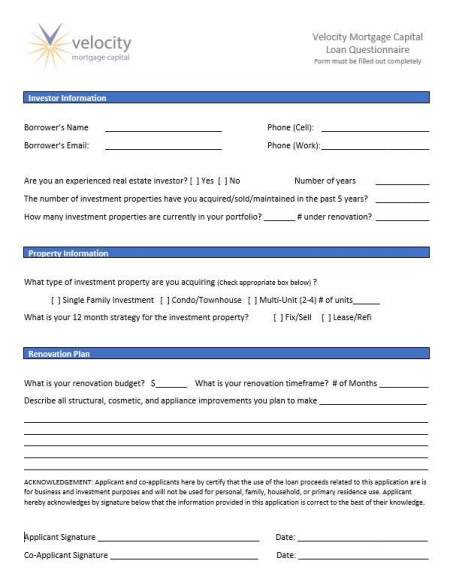 velocity
mortgage capital
Velocity Mortgage Capital
Loan Questionnaire
Form must be filled out completely
Investor Information
Borrower's Name ____________________ Phone (Cell): ____________________
Borrower's Email: ____________________ Phone (Work): ____________________
Are you an experienced real estate investor? [ ] Yes [ ] No Number of years __________
The number of investment properties have you acquired/sold/maintained in the past 5 years? __________
How many investment properties are currently in your portfolio? ______ # under renovation? __________
Property Information
What type of investment property are you acquiring (Check appropriate box below) ?
[ ] Single Family Investment [ ] Condo/Townhouse [ ] Multi-Unit (2-4) # of units_____
What is your 12 month strategy for the investment property? [ ] Fix/Sell [ ] Lease/Refi
Renovation Plan
What is your renovation budget? $______ What is your renovation timeframe? # of Months _________
Describe all structural, cosmetic, and appliance improvements you plan to make ____________________
ACKNOWLEDGEMENT: Applicant and co-applicants here by certify that the use of the loan proceeds related to this application are is
for business and investment purposes and will not be used for personal, family, household, or primary residence use. Applicant
hereby acknowledges by signature below that the information provided in this application is correct to the best of their knowledge.
Applicant Signature ____________________ Date: ____________________
Co-Applicant Signature ____________________ Date: ____________________